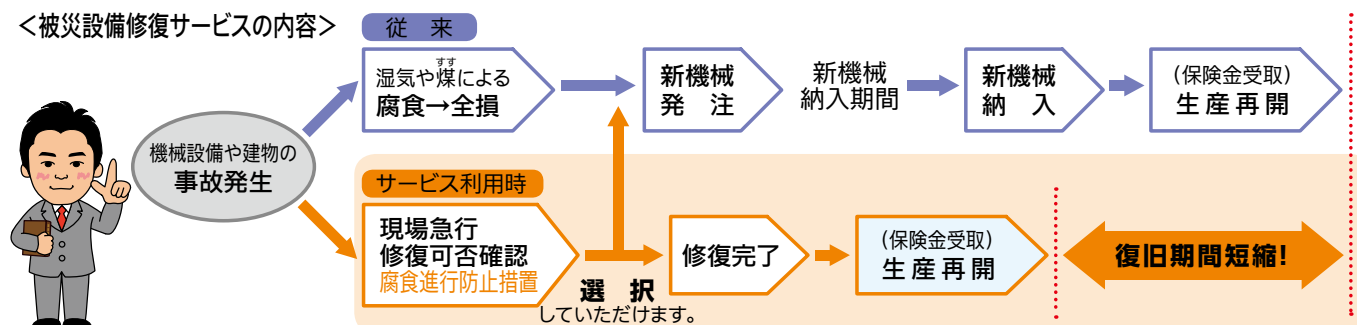 ＜被災設備修復サービスの内容＞
従　来
機械設備や建物の
事故発生
すす
湿気や煤による
腐食→全損
新機械
発　注
新機械
納入期間
新機械
納　入
(保険金受取)
生産再開
サービス利用時
現場急行
修復可否確認
腐食進行防止措置
選　択
していただけます。
修復完了
(保険金受取)
生産再開
復旧期間短縮!